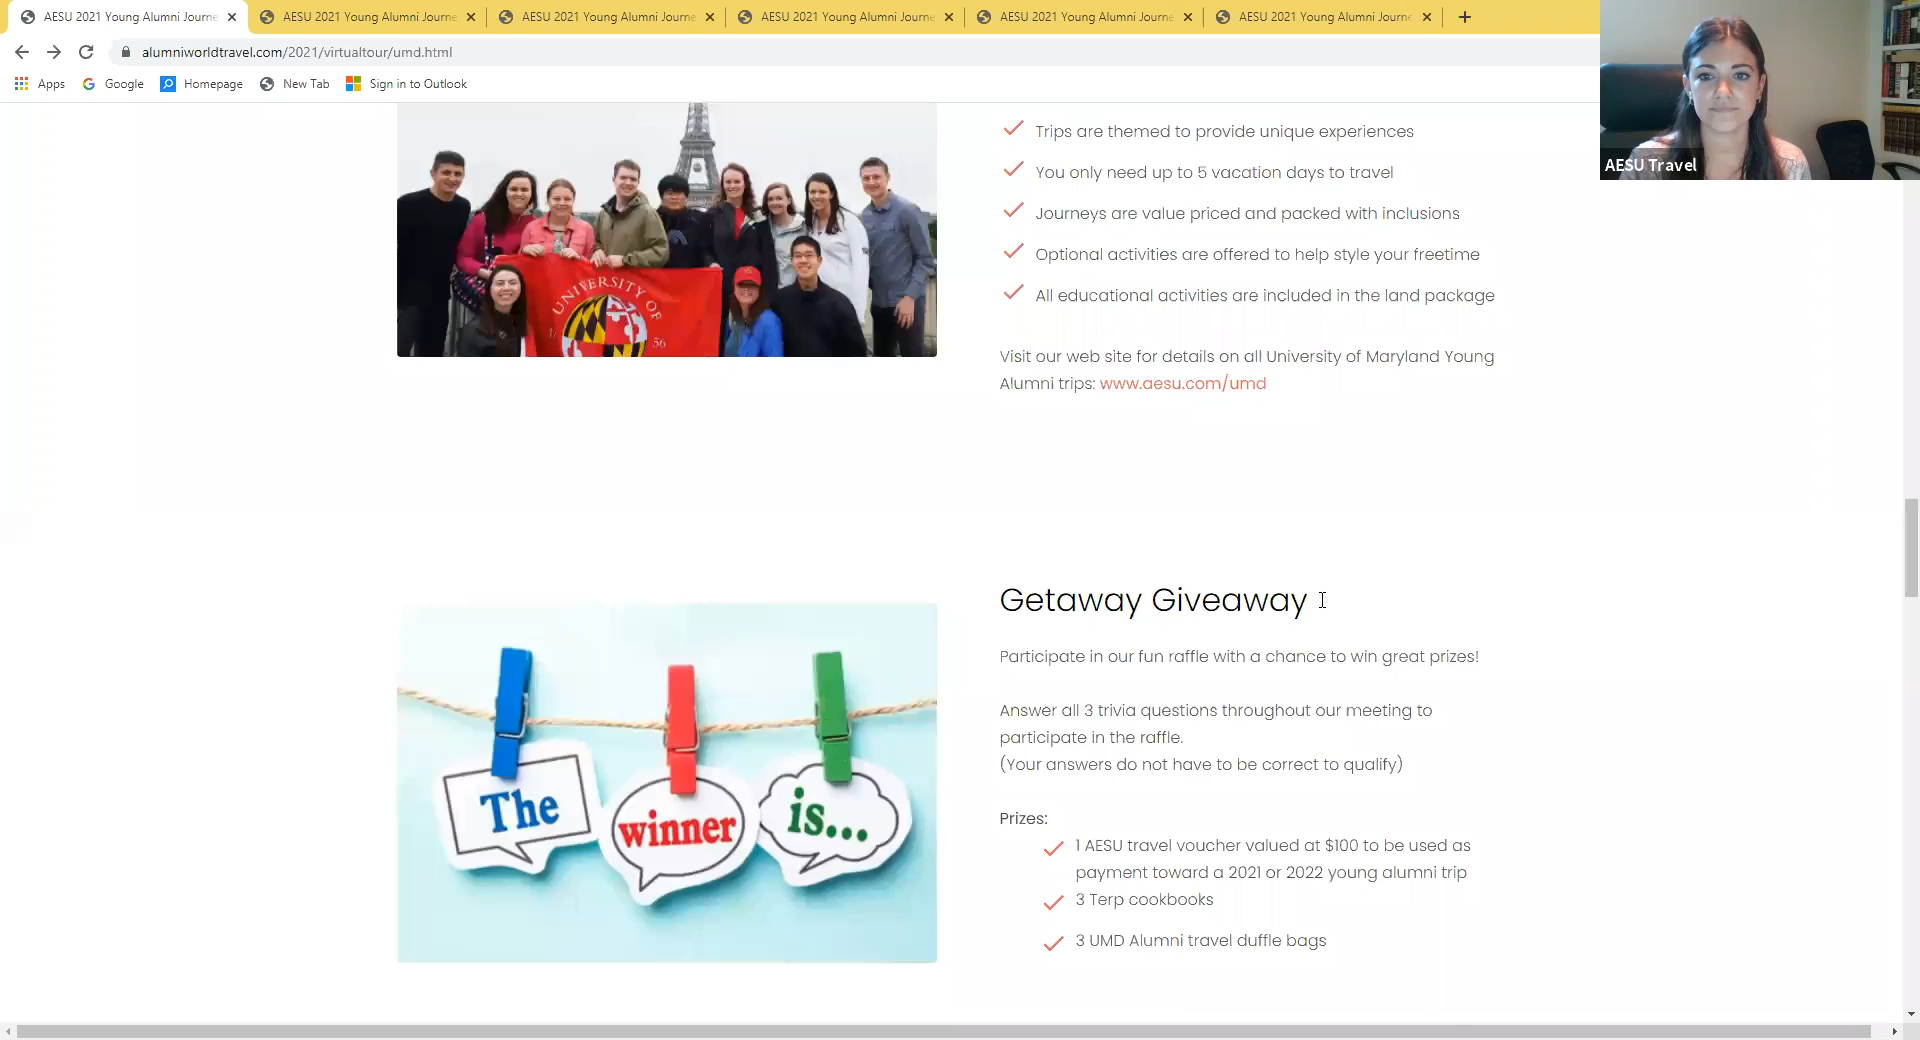 AESU 2021 Young Alumni Journe
AESU 2021 Young Alumni Journe
AESU 2021 Young Alumni Journe
AESU 2021 Young Alumni Journe
AESU 2021 Young Alumni Journe
AESU 2021 Young Alumni Journe
alumniworldtravel.com/2021/virtualtour/umd.html
Apps
Google
Homepage
New Tab
Sign in to Outlook
AESU Travel
UNIVERSITY OF
17
56
Trips are themed to provide unique experiences
You only need up to 5 vacation days to travel
Journeys are value priced and packed with inclusions
Optional activities are offered to help style your freetime
All educational activities are included in the land package
Visit our web site for details on all University of Maryland Young
Alumni trips: www.aesu.com/umd
The
winner
is...
Getaway Giveaway
Participate in our fun raffle with a chance to win great prizes!
Answer all 3 trivia questions throughout our meeting to
participate in the raffle.
(Your answers do not have to be correct to qualify)
Prizes:
1 AESU travel voucher valued at $100 to be used as
payment toward a 2021 or 2022 young alumni trip
3 Terp cookbooks
3 UMD Alumni travel duffle bags